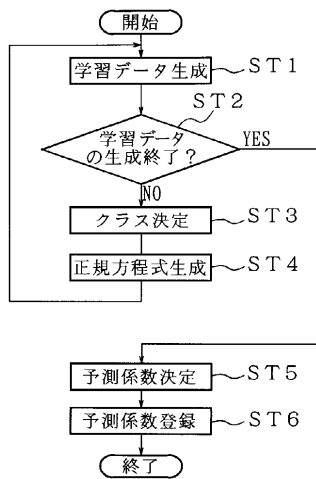 開始
学習データ生成 ST1
ST2
学習データ
の生成終了? YES
NO
クラス決定 ST3
正規方程式生成 ST4
予測係数決定 ST5
予測係数登録 ST6
終了